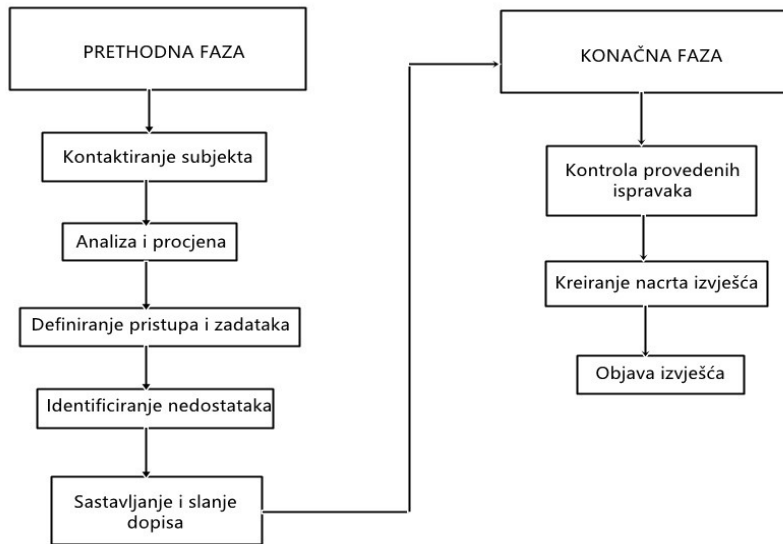 PRETHODNA FAZA
Kontaktiranje subjekta
Analiza i procjena
Definiranje pristupa i zadataka
Identificiranje nedostataka
Sastavljanje i slanje
dopisa
KONAČNA FAZA
Kontrola provedenih
ispravaka
Kreiranje nacrta izvješća
Objava izvješća